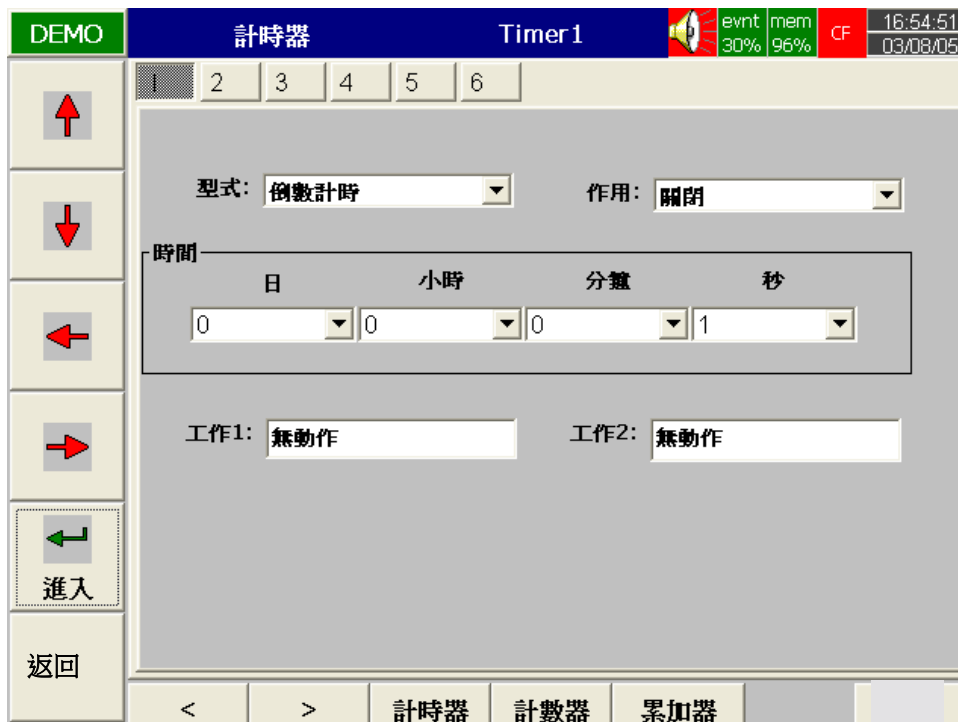 DEMO 計時器 Timer1 evnt 30% mem 96% CF 16:54:51 03/08/05
1 2 3 4 5 6
型式: 倒數計時 作用: 關閉
時間
日 小時 分鐘 秒
0 0 0 1
工作1: 無動作 工作2: 無動作
進入
返回
< > 計時器 計數器 累加器